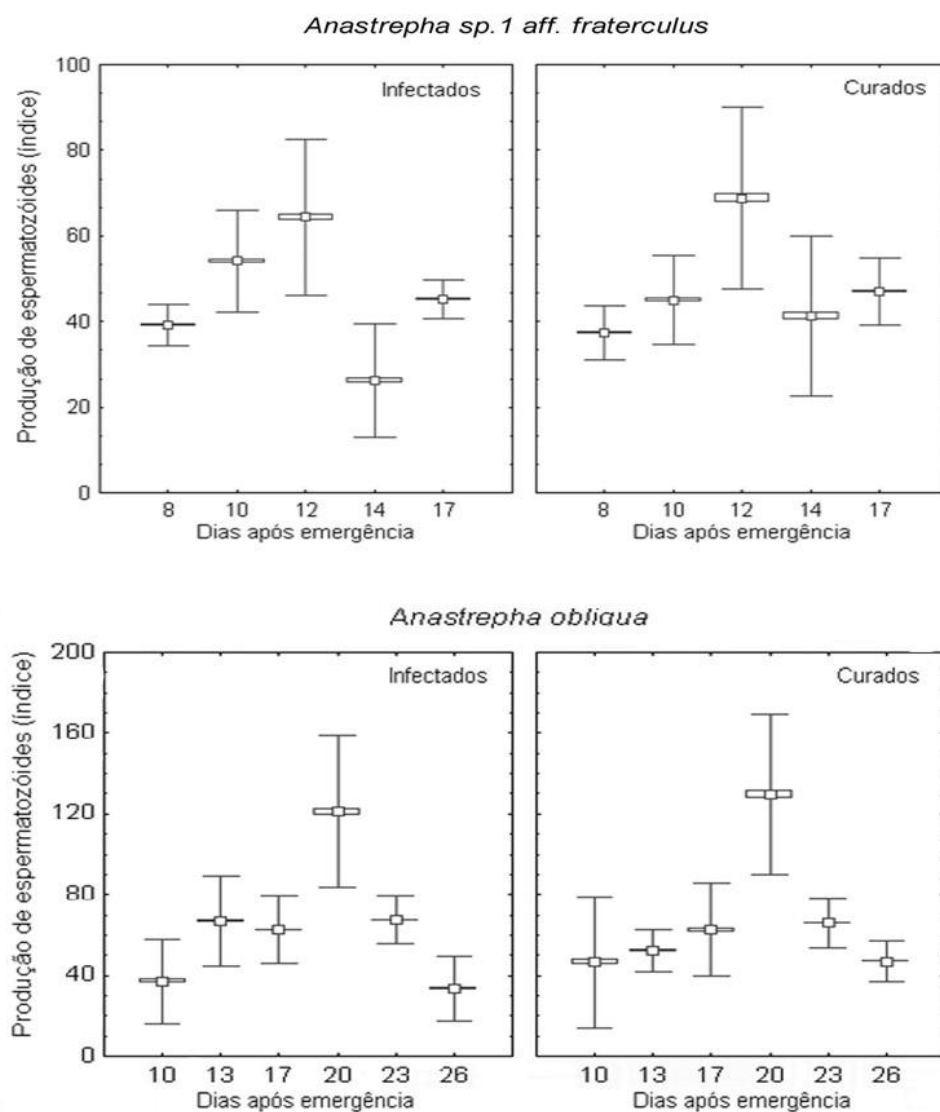 Anastrepha sp.1 aff. fraterculus
Produção de espermatozóides (índice)
100
80
60
40
20
0
Infectados
8 10 12 14 17
Dias após emergência
Curados
8 10 12 14 17
Dias após emergência
Anastrepha obliqua
Produção de espermatozóides (índice)
200
160
120
80
40
0
Infectados
10 13 17 20 23 26
Dias após emergência
Curados
10 13 17 20 23 26
Dias após emergência